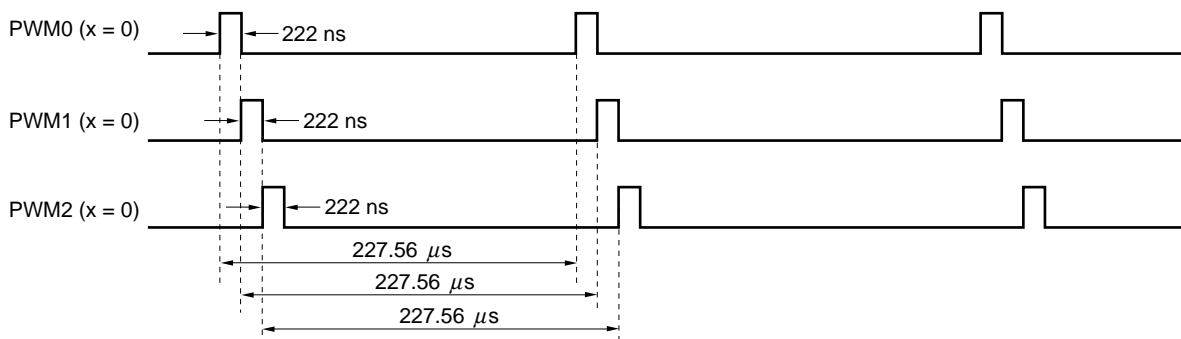 PWM0 (x = 0)
222 ns
PWM1 (x = 0)
222 ns
PWM2 (x = 0)
222 ns
227.56 μs
227.56 μs
227.56 μs